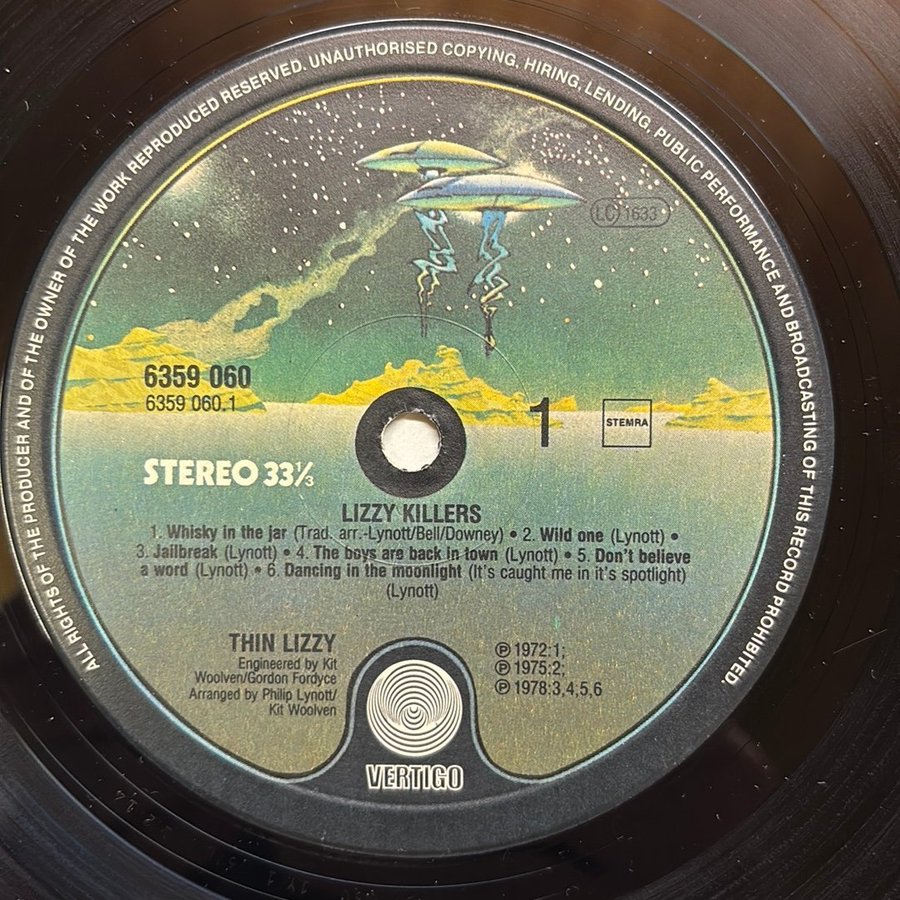 ALL RIGHTS OF THE PRODUCER AND OF THE OWNER OF THE WORK REPRODUCED RESERVED. UNAUTHORISED COPYING, HIRING, LENDING, PUBLIC PERFORMANCE AND BROADCASTING OF THIS RECORD PROHIBITED.
LC 1633
6359 060
6359 060.1
1
STEMRA
STEREO 33⅓
LIZZY KILLERS
1. Whisky in the jar (Trad. arr.-Lynott/Bell/Downey) • 2. Wild one (Lynott) •
3. Jailbreak (Lynott) • 4. The boys are back in town (Lynott) • 5. Don't believe
a word (Lynott) • 6. Dancing in the moonlight (It's caught me in it's spotlight)
(Lynott)
THIN LIZZY
Engineered by Kit
Woolven/Gordon Fordyce
Arranged by Philip Lynott/
Kit Woolven
℗ 1972:1;
℗ 1975:2;
℗ 1978:3,4,5,6
VERTIGO